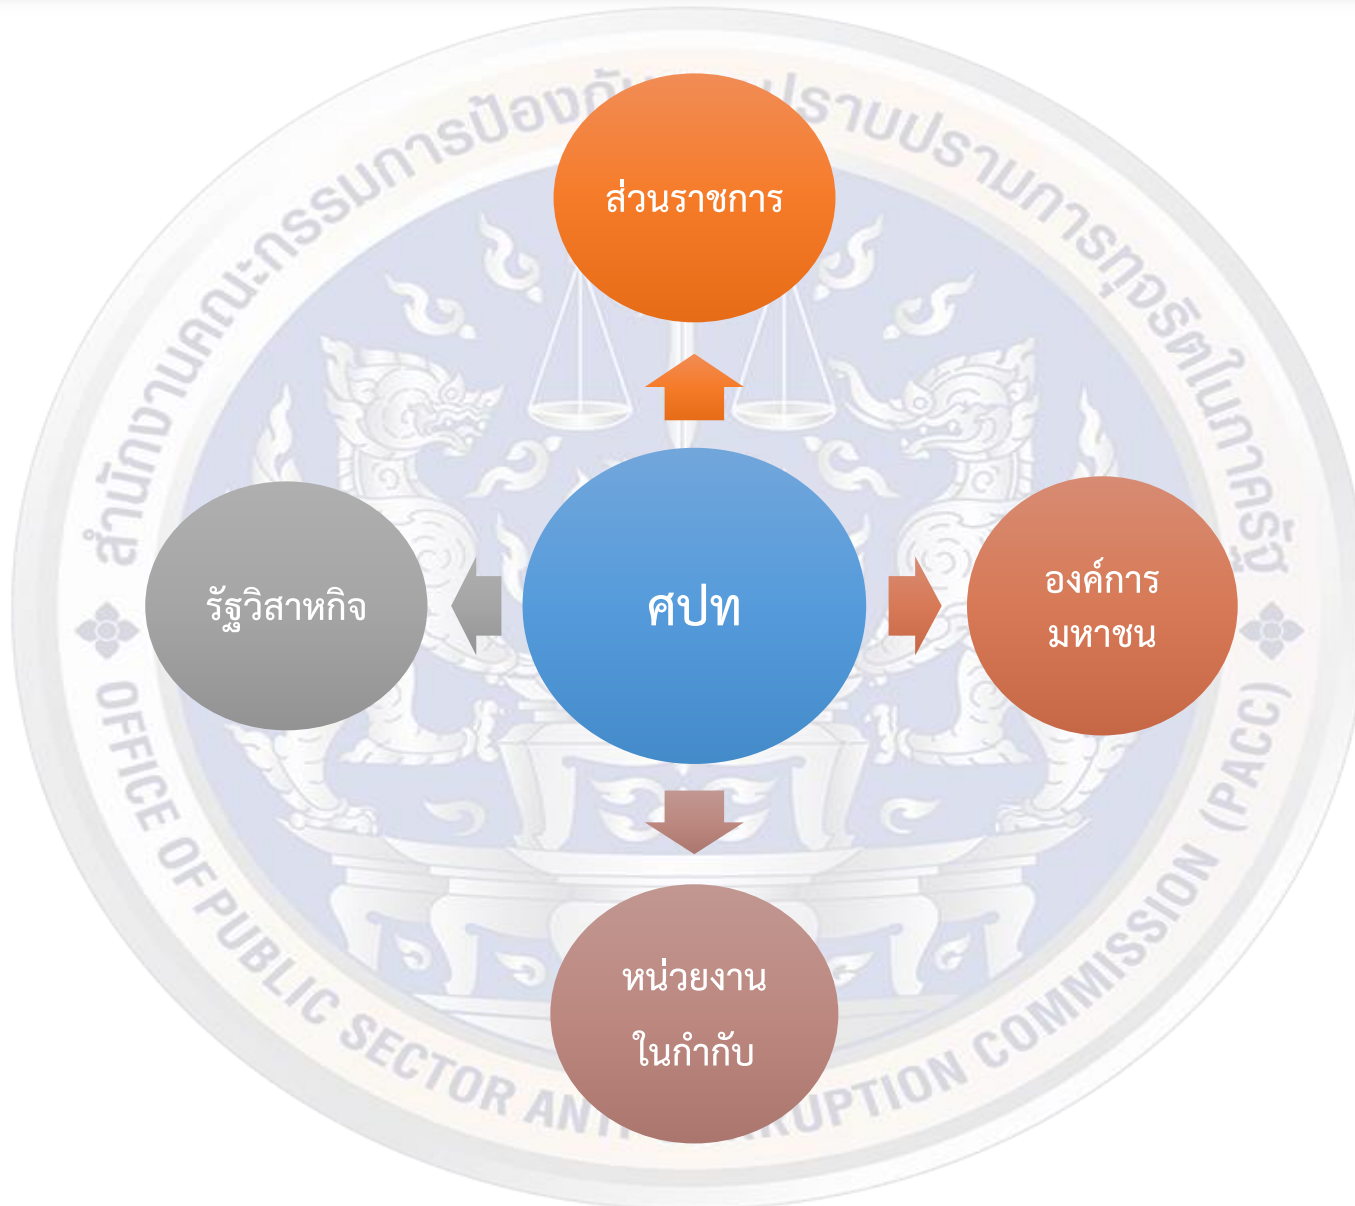 ส่วนราชการ
รัฐวิสาหกิจ
ศปท
องค์การ
มหาชน
หน่วยงาน
ในกำกับ
สำนักงานคณะกรรมการป้องกัน ปราบปรามการทุจริตในภาครัฐ
OFFICE OF PUBLIC SECTOR COMMISSION (PACC)